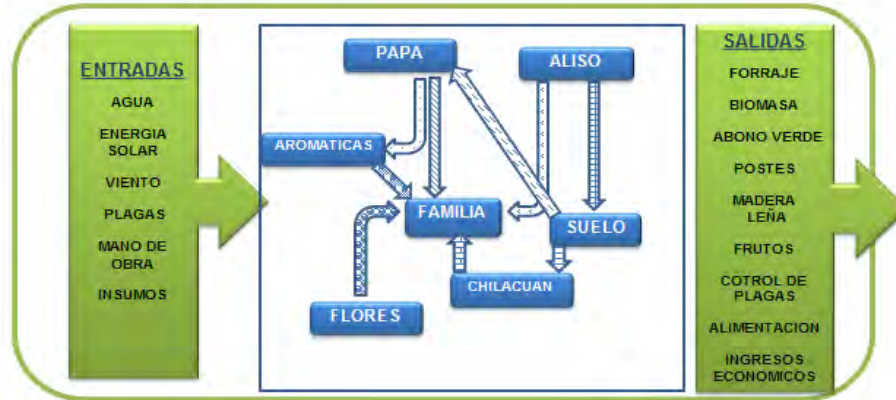 ENTRADAS
AGUA
ENERGIA
SOLAR
VIENTO
PLAGAS
MANO DE
OBRA
INSUMOS
PAPA
ALISO
AROMATICAS
FAMILIA
SUELO
CHILACUAN
FLORES
SALIDAS
FORRAJE
BIOMASA
ABONO VERDE
POSTES
MADERA
LEÑA
FRUTOS
COTROL DE
PLAGAS
ALIMENTACION
INGRESOS
ECONOMICOS